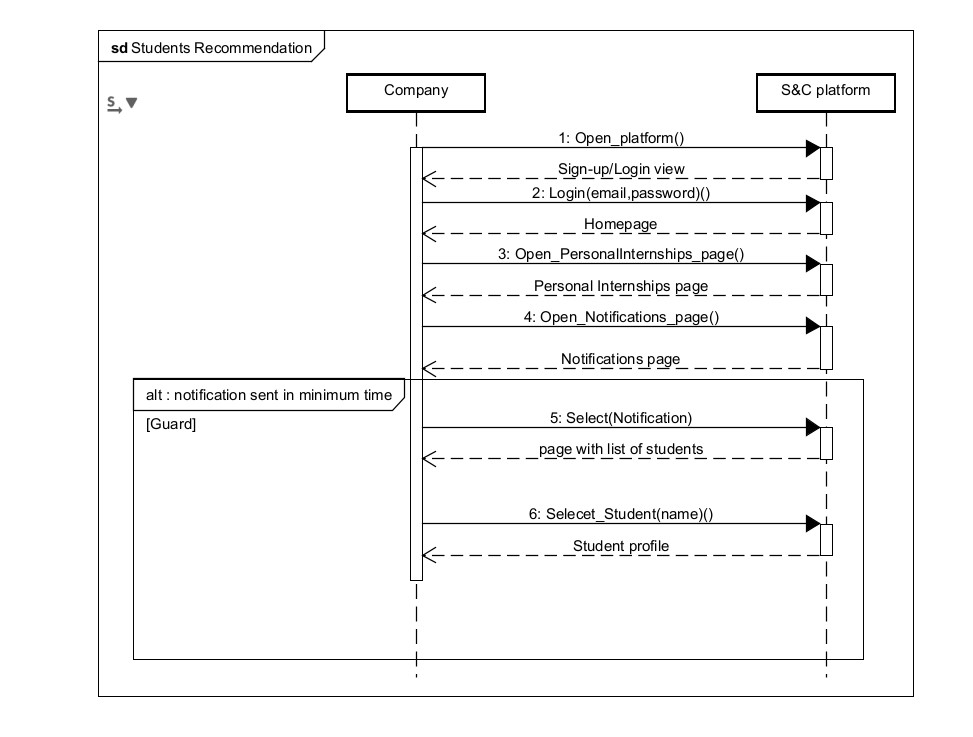 sd Students Recommendation
S
Company
S&C platform
1: Open_platform()
Sign-up/Login view
2: Login(email,password)()
Homepage
3: Open_PersonalInternships_page()
Personal Internships page
4: Open_Notifications_page()
Notifications page
alt : notification sent in minimum time
[Guard]
5: Select(Notification)
page with list of students
6: Selecet_Student(name)()
Student profile